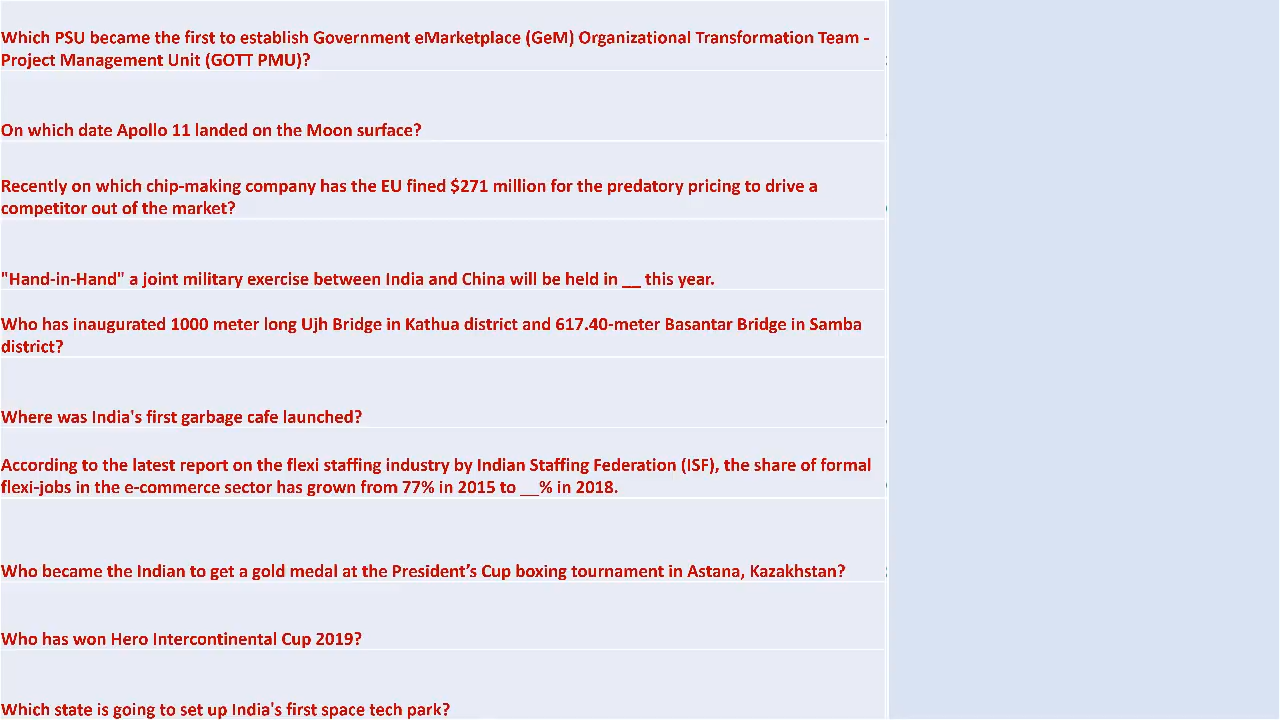 Which PSU became the first to establish Government eMarketplace (GeM) Organizational Transformation Team -
Project Management Unit (GOTT PMU)?
On which date Apollo 11 landed on the Moon surface?
Recently on which chip-making company has the EU fined $271 million for the predatory pricing to drive a
competitor out of the market?
"Hand-in-Hand" a joint military exercise between India and China will be held in __ this year.
Who has inaugurated 1000 meter long Ujh Bridge in Kathua district and 617.40-meter Basantar Bridge in Samba
district?
Where was India's first garbage cafe launched?
According to the latest report on the flexi staffing industry by Indian Staffing Federation (ISF), the share of formal
flexi-jobs in the e-commerce sector has grown from 77% in 2015 to __% in 2018.
Who became the Indian to get a gold medal at the President’s Cup boxing tournament in Astana, Kazakhstan?
Who has won Hero Intercontinental Cup 2019?
Which state is going to set up India's first space tech park?